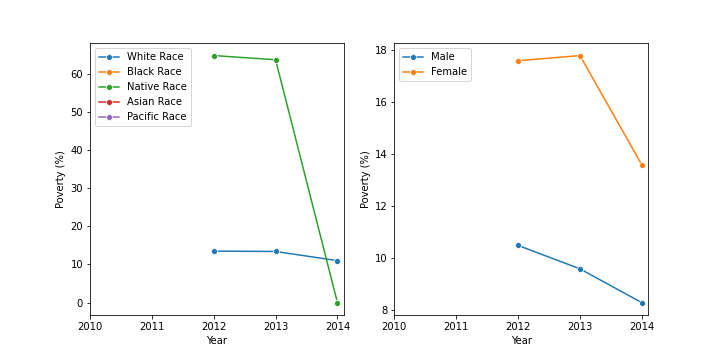 White Race
Black Race
Native Race
Asian Race
Pacific Race
Poverty (%)
60
50
40
30
20
10
0
2010 2011 2012 2013 2014
Year
Male
Female
Poverty (%)
18
16
14
12
10
8
2010 2011 2012 2013 2014
Year